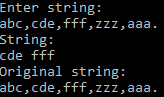 Enter string:
abc,cde,fff,zzz,aaa.
String:
cde fff
Original string:
abc,cde,fff,zzz,aaa.